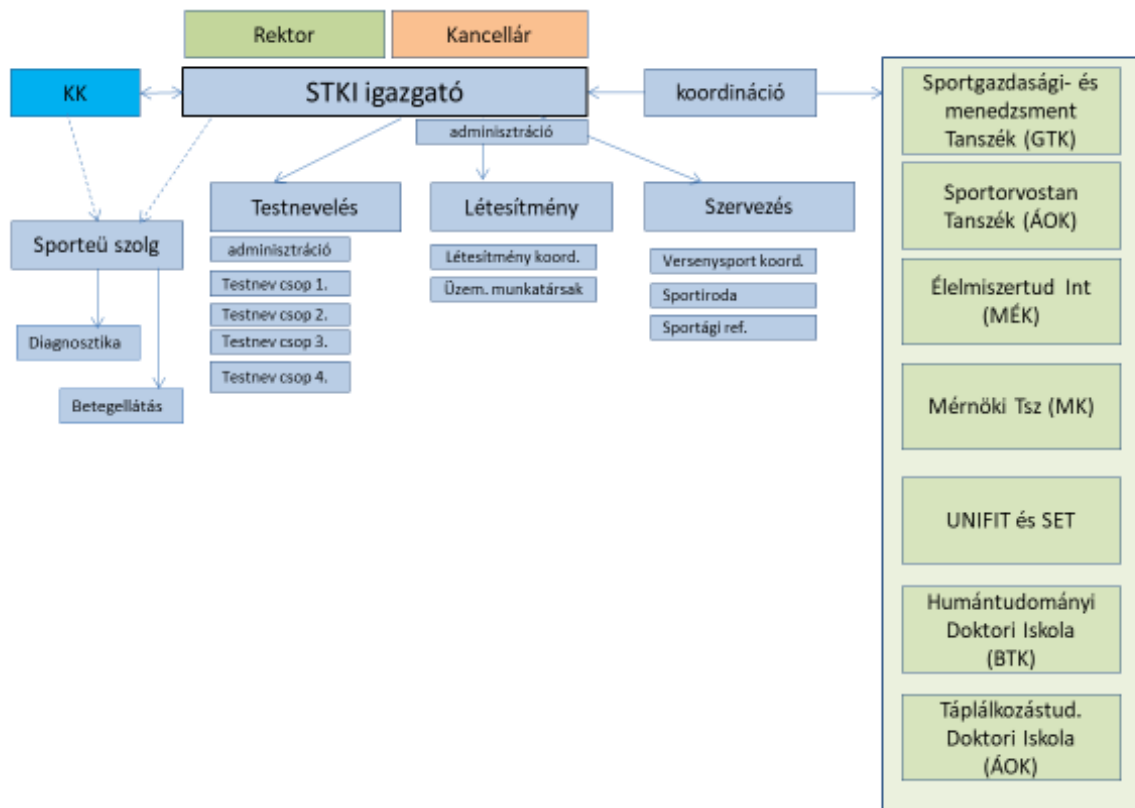 Rektor
Kancellár
KK
STKI igazgató
koordináció
adminisztráció
Testnevelés
Létesítmény
Szervezés
Sporteü szolg
adminisztráció
Testnev csop 1.
Testnev csop 2.
Testnev csop 3.
Testnev csop 4.
Létesítmény koord.
Üzem. munkatársak
Versenysport koord.
Sportiroda
Sportági ref.
Diagnosztika
Betegellátás
Sportgazdasági- és
menedzsment
Tanszék (GTK)
Sportorvostan
Tanszék (ÁOK)
Élelmiszertud Int
(MÉK)
Mérnöki Tsz (MK)
UNIFIT és SET
Humántudományi
Doktori Iskola
(BTK)
Táplálkozástud.
Doktori Iskola
(ÁOK)